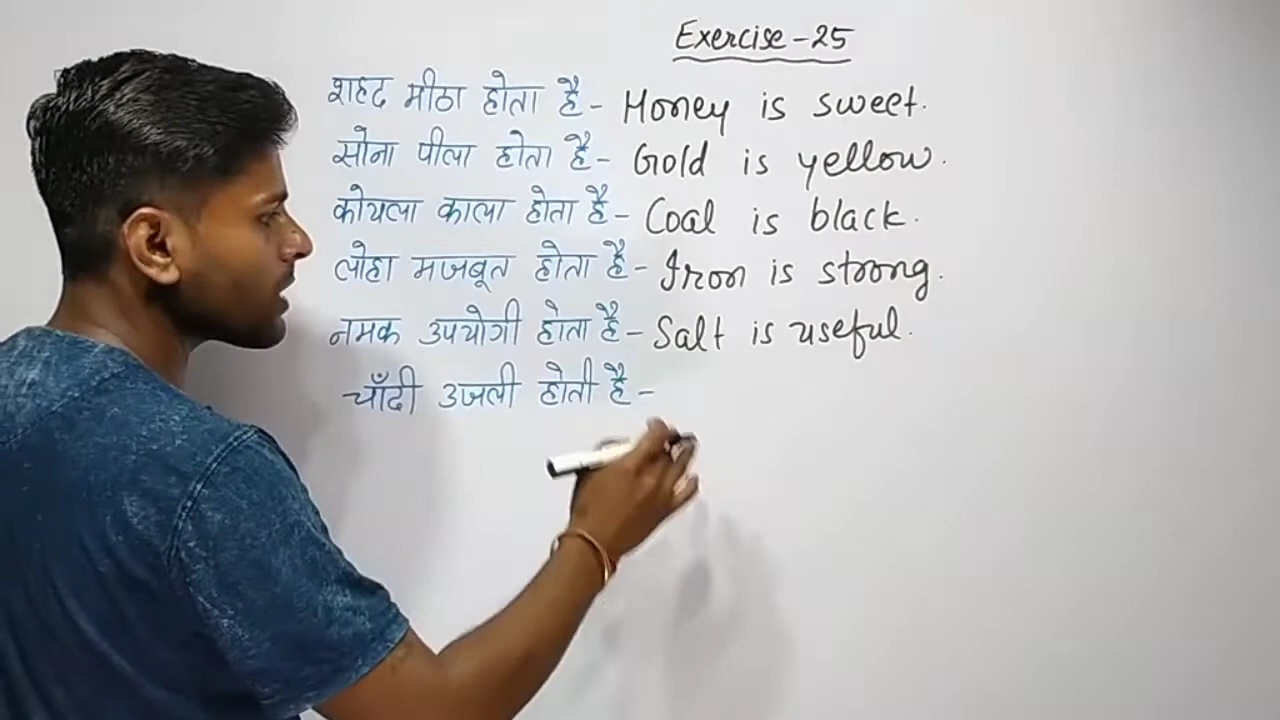 Exercise - 25
शहद मीठा होता है - Honey is sweet.
सोना पीला होता है - Gold is yellow.
कोयला काला होता है - Coal is black.
लोहा मजबूत होता है - Iron is strong.
नमक उपयोगी होता है - Salt is useful.
चाँदी उजली होती है -